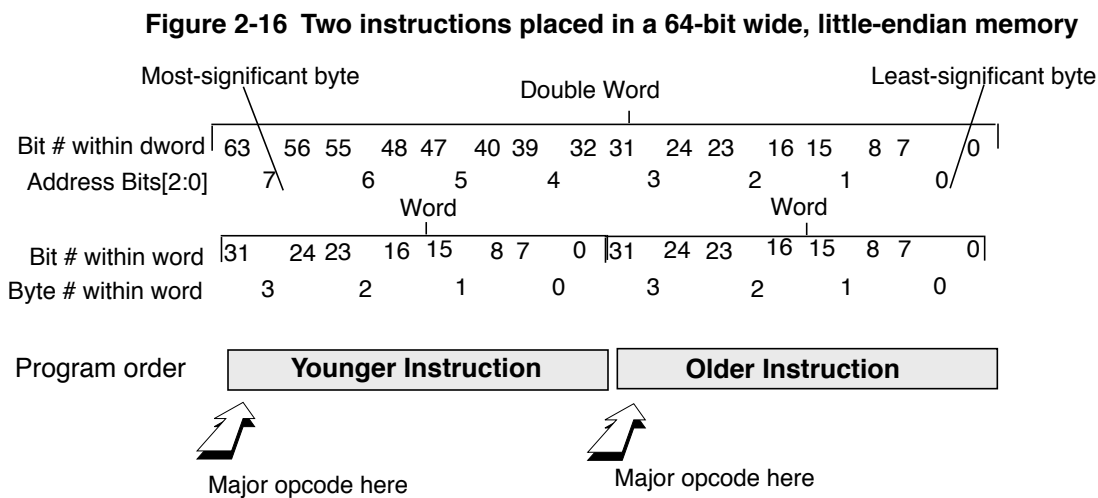 Figure 2-16 Two instructions placed in a 64-bit wide, little-endian memory
Most-significant byte
Least-significant byte
Double Word
Bit # within dword 63 56 55 48 47 40 39 32 31 24 23 16 15 8 7 0
Address Bits[2:0] 7 6 5 4 3 2 1 0
Word Word
Bit # within word 31 24 23 16 15 8 7 0 31 24 23 16 15 8 7 0
Byte # within word 3 2 1 0 3 2 1 0
Program order Younger Instruction Older Instruction
Major opcode here Major opcode here